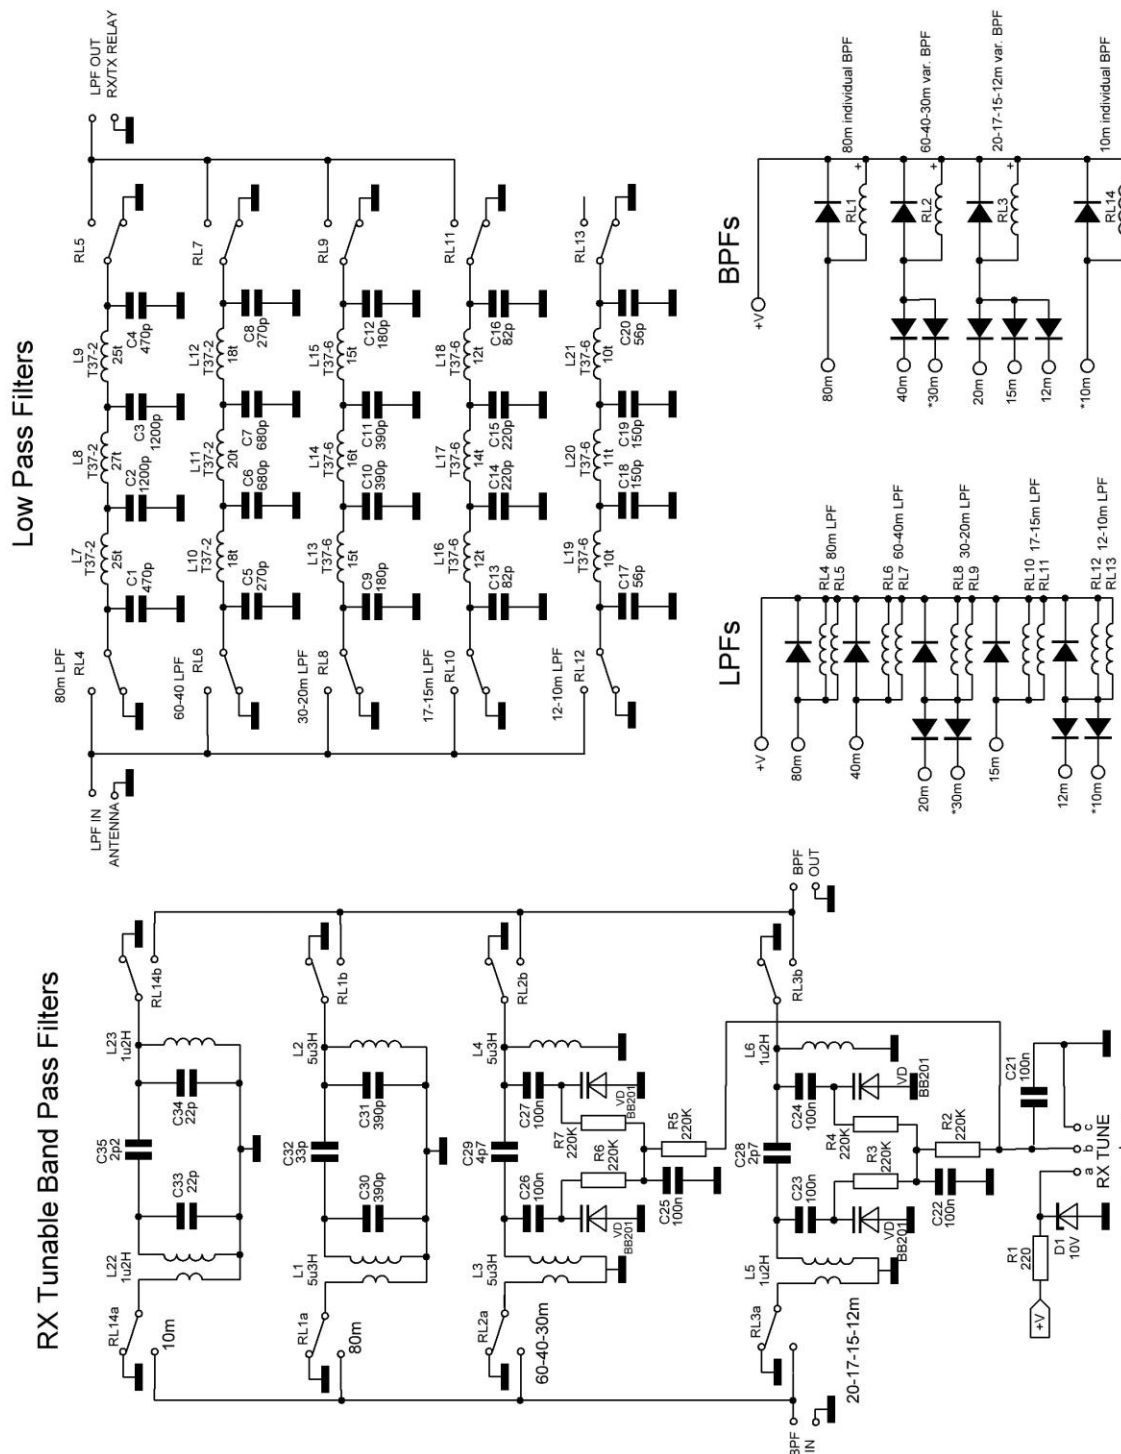 RX Tunable Band Pass Filters
RL14a
10m
L22
1u2H
C33
22p
C35
2p2
C34
22p
L23
1u2H
RL14b
RL1a
80m
L1
5u3H
C30
390p
C32
33p
C31
390p
L2
5u3H
RL1b
RL2a
60-40-30m
L3
5u3H
C26
100n
C29
4p7
C27
100n
L4
5u3H
RL2b
VD
BB201
R6
220K
R7
220K
VD
BB201
C25
100n
R5
220K
RL3a
20-17-15-12m
L5
1u2H
C23
100n
C28
2p7
C24
100n
L6
1u2H
RL3b
VD
BB201
R3
220K
R4
220K
VD
BB201
C22
100n
R2
220K
C21
100n
BPF
IN
BPF
OUT
+V
R1
220
D1
10V
a
b
c
RX TUNE
Low Pass Filters
LPF IN
ANTENNA
LPF OUT
RX/TX RELAY
80m LPF
RL4
C1
470p
L7
T37-2
25t
C2
1200p
L8
T37-2
27t
C3
1200p
L9
T37-2
25t
C4
470p
RL5
60-40 LPF
RL6
C5
270p
L10
T37-2
18t
C6
680p
L11
T37-2
20t
C7
680p
L12
T37-2
18t
C8
270p
RL7
30-20m LPF
RL8
C9
180p
L13
T37-6
15t
C10
390p
L14
T37-6
16t
C11
390p
L15
T37-6
15t
C12
180p
RL9
17-15m LPF
RL10
C13
82p
L16
T37-6
12t
C14
220p
L17
T37-6
14t
C15
220p
L18
T37-6
12t
C16
82p
RL11
12-10m LPF
RL12
C17
56p
L19
T37-6
10t
C18
150p
L20
T37-6
11t
C19
150p
L21
T37-6
10t
C20
56p
RL13
LPFs
+V
80m
RL4
RL5
80m LPF
40m
RL6
RL7
60-40m LPF
20m
*30m
RL8
RL9
30-20m LPF
15m
RL10
RL11
17-15m LPF
12m
*10m
RL12
RL13
12-10m LPF
BPFs
+V
80m
RL1
+
80m individual BPF
40m
*30m
RL2
+
60-40-30m var. BPF
20m
15m
12m
RL3
+
20-17-15-12m var. BPF
*10m
RL14
10m individual BPF